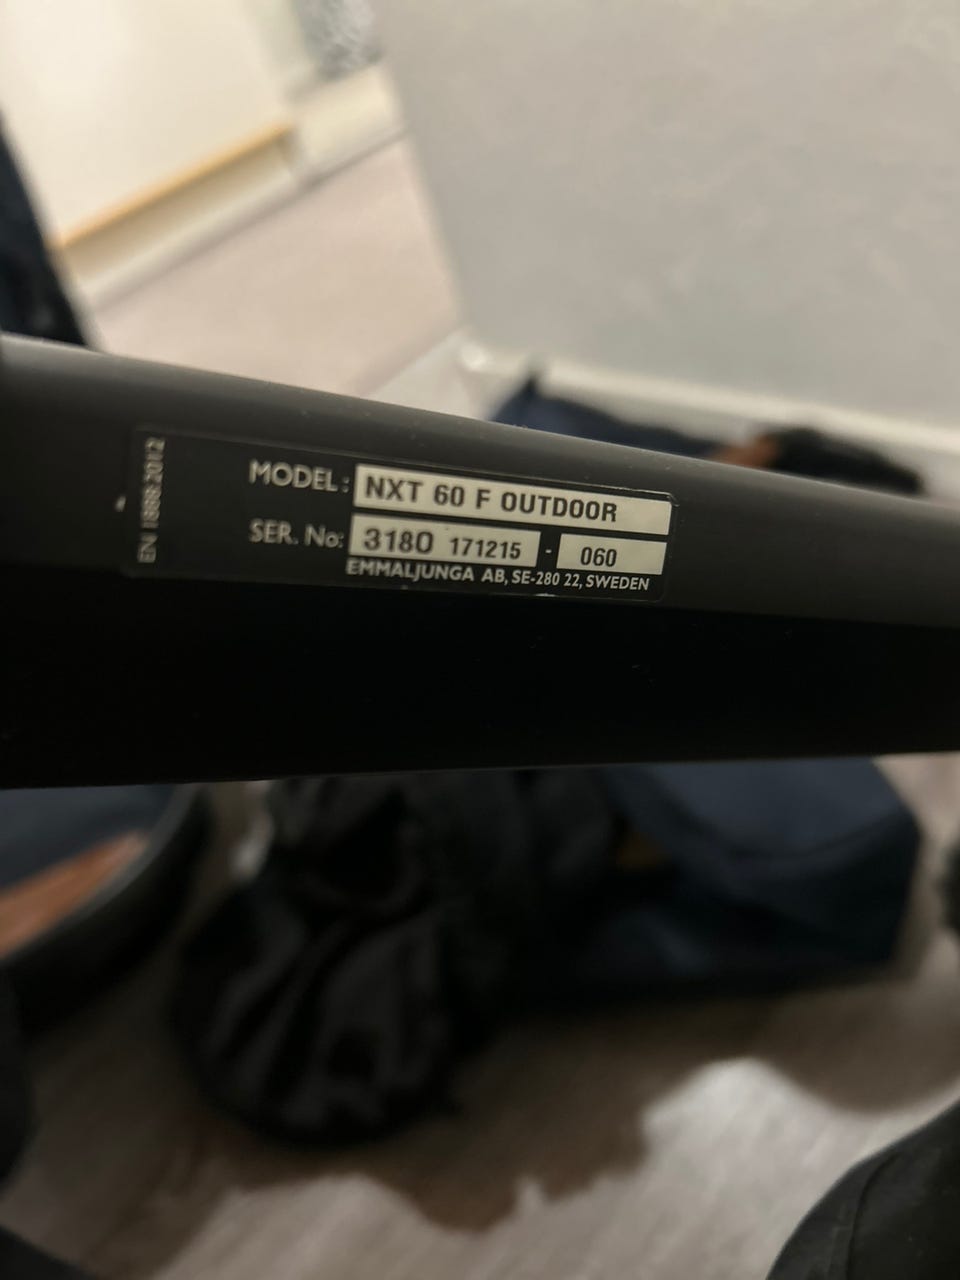 EN 1888:2012
MODEL: NXT 60 F OUTDOOR
SER. No: 3180 171215 - 060
EMMALJUNGA AB, SE-280 22, SWEDEN